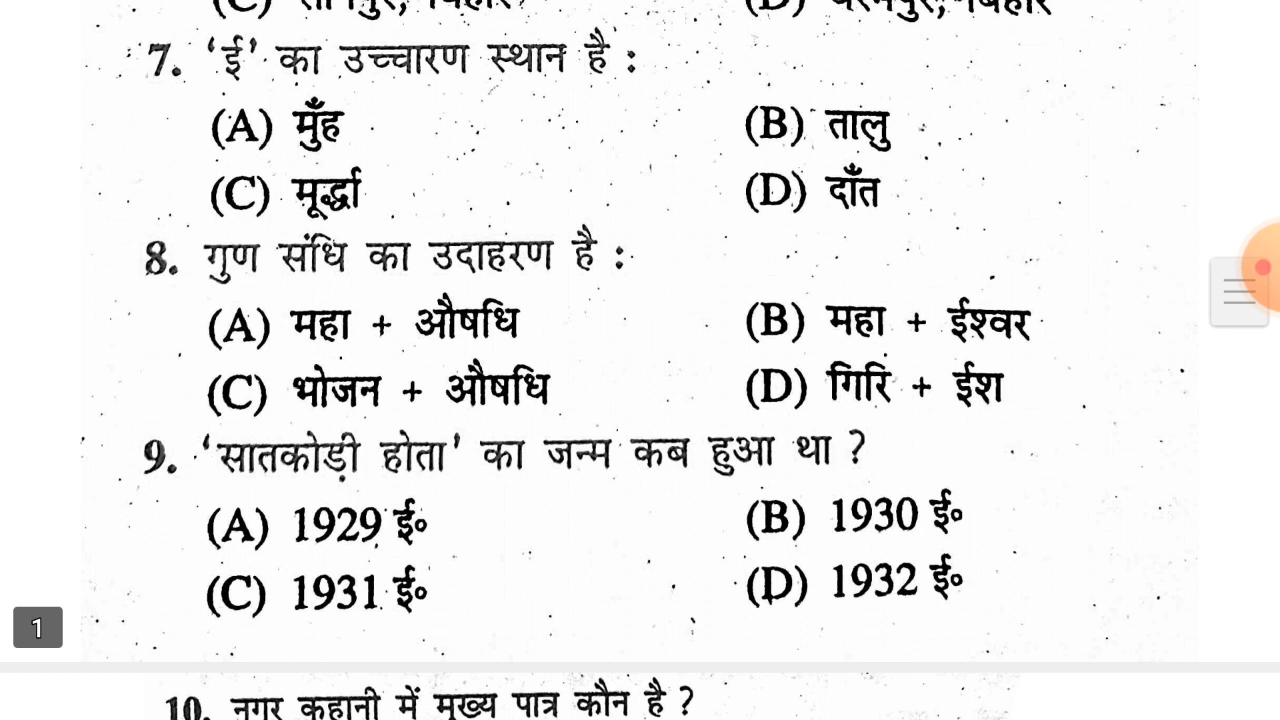 7. 'ई' का उच्चारण स्थान है :
(A) मुँह (B) तालु
(C) मूर्द्धा (D) दाँत
8. गुण संधि का उदाहरण है :
(A) महा + औषधि (B) महा + ईश्वर
(C) भोजन + औषधि (D) गिरि + ईश
9. 'सातकोड़ी होता' का जन्म कब हुआ था ?
(A) 1929 ई० (B) 1930 ई०
(C) 1931 ई० (D) 1932 ई०
1
10. नगर कहानी में मुख्य पात्र कौन है ?